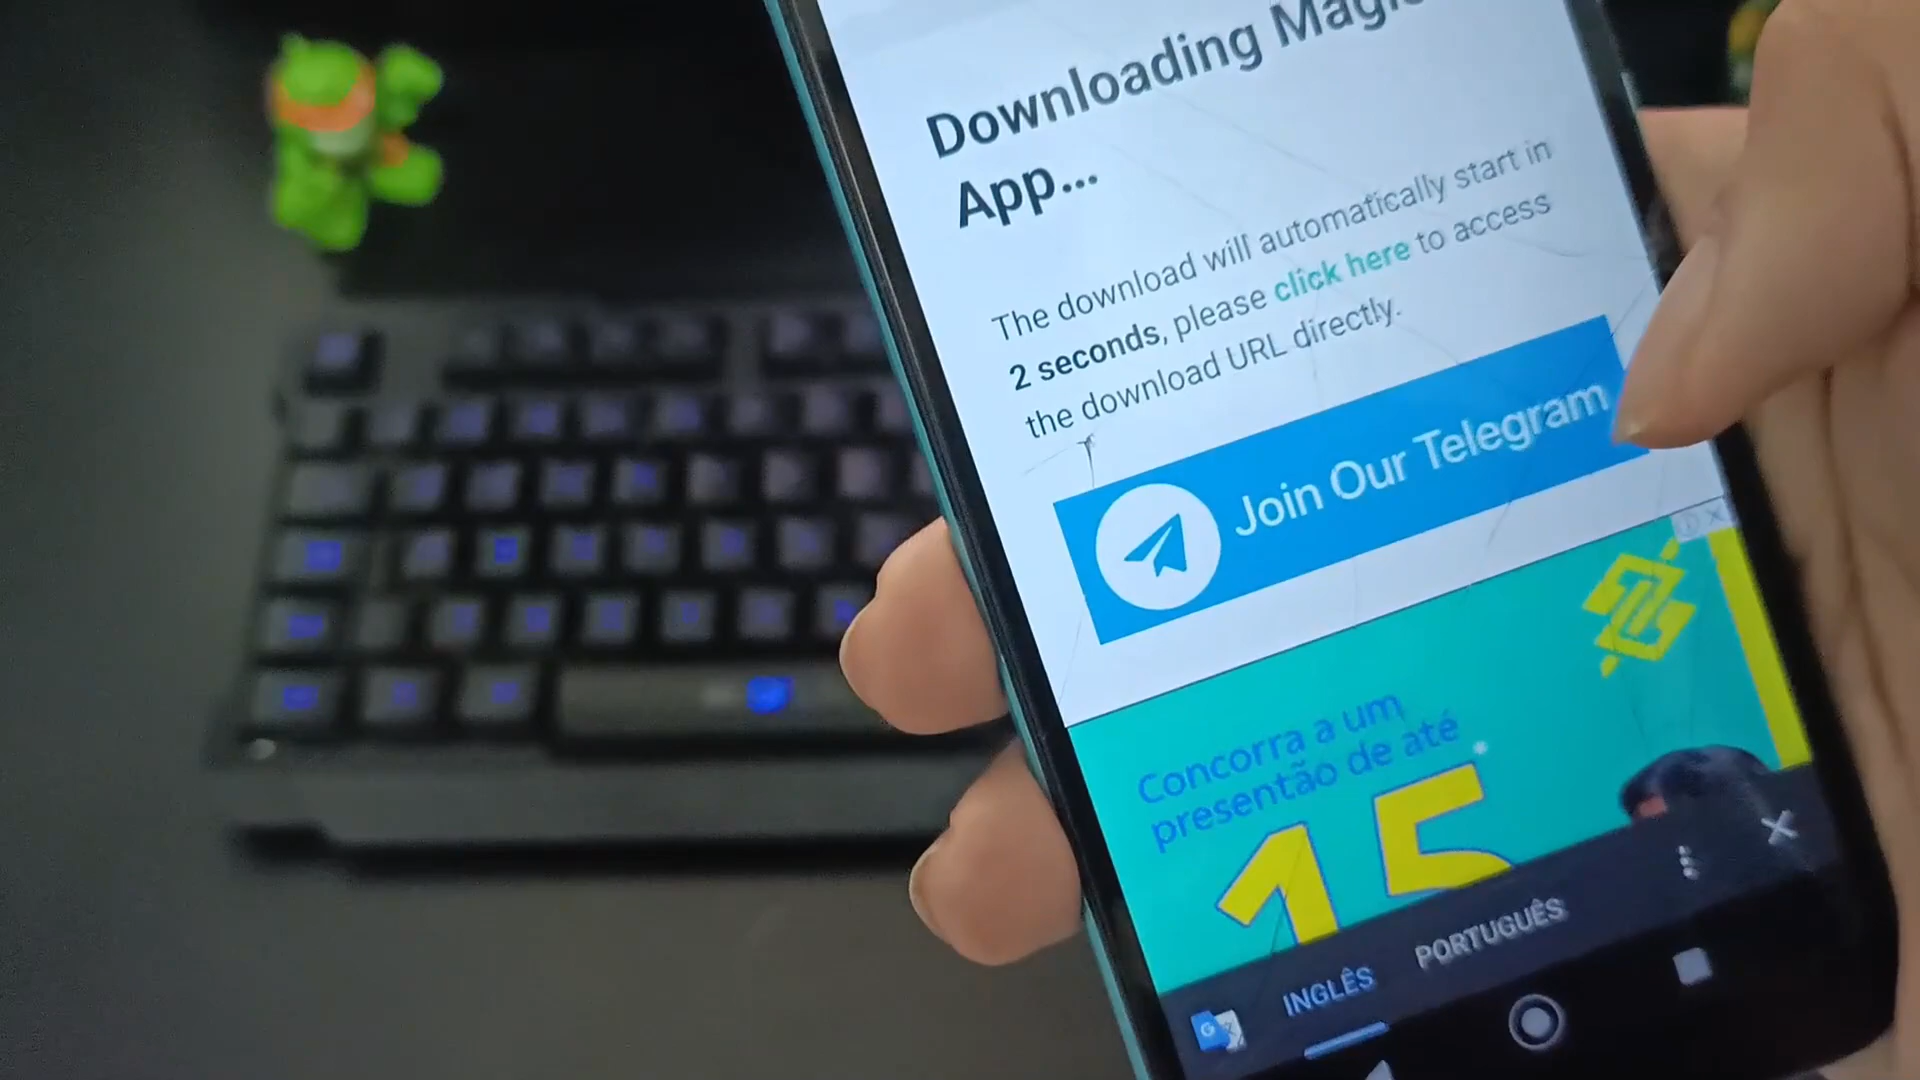 Downloading Magic
App...
The download will automatically start in
2 seconds, please click here to access
the download URL directly.
Join Our Telegram
Concorra a um
presentão de até
15
INGLÊS
PORTUGUÊS